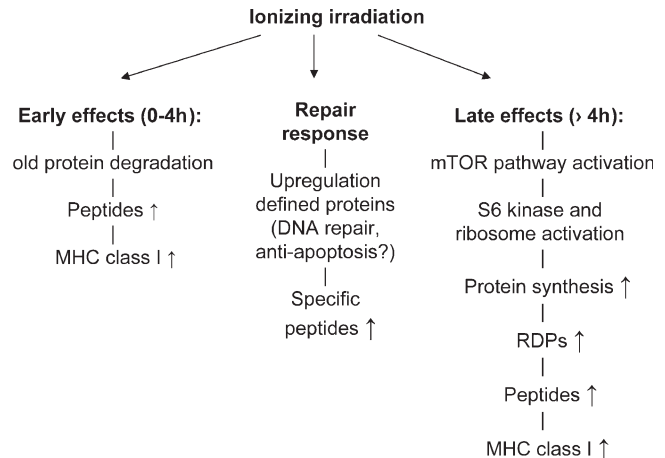 Ionizing irradiation
Early effects (0-4h):
old protein degradation
Peptides ↑
MHC class I ↑
Repair
response
Upregulation
defined proteins
(DNA repair,
anti-apoptosis?)
Specific
peptides ↑
Late effects (› 4h):
mTOR pathway activation
S6 kinase and
ribosome activation
Protein synthesis ↑
RDPs ↑
Peptides ↑
MHC class I ↑